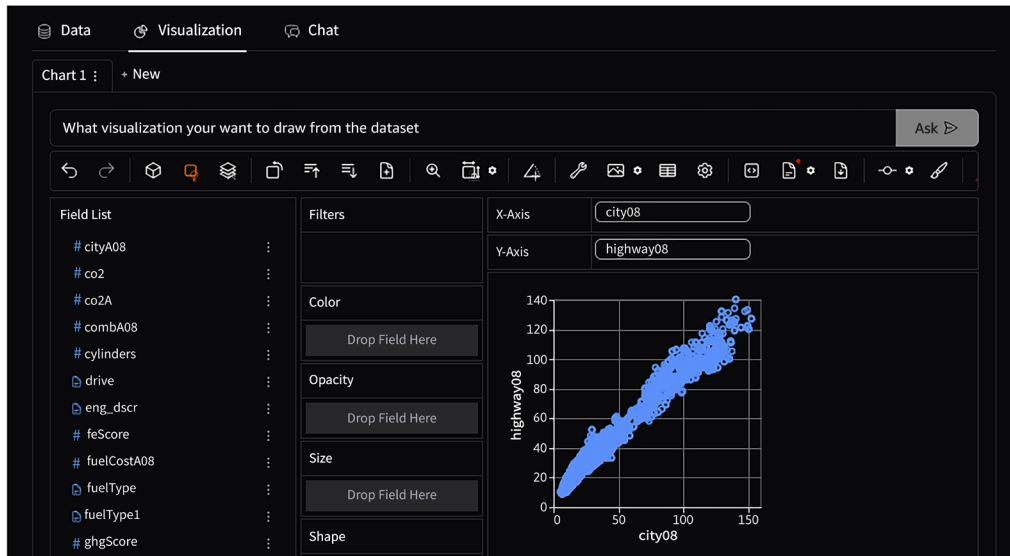 Data
Visualization
Chat
Chart 1
+ New
What visualization your want to draw from the dataset
Ask
Field List
# cityA08
# co2
# co2A
# combA08
# cylinders
drive
eng_dscr
# feScore
# fuelCostA08
fuelType
fuelType1
# ghgScore
Filters
Color
Drop Field Here
Opacity
Drop Field Here
Size
Drop Field Here
Shape
X-Axis
city08
Y-Axis
highway08
140
120
100
80
60
40
20
0
highway08
0
50
100
150
city08